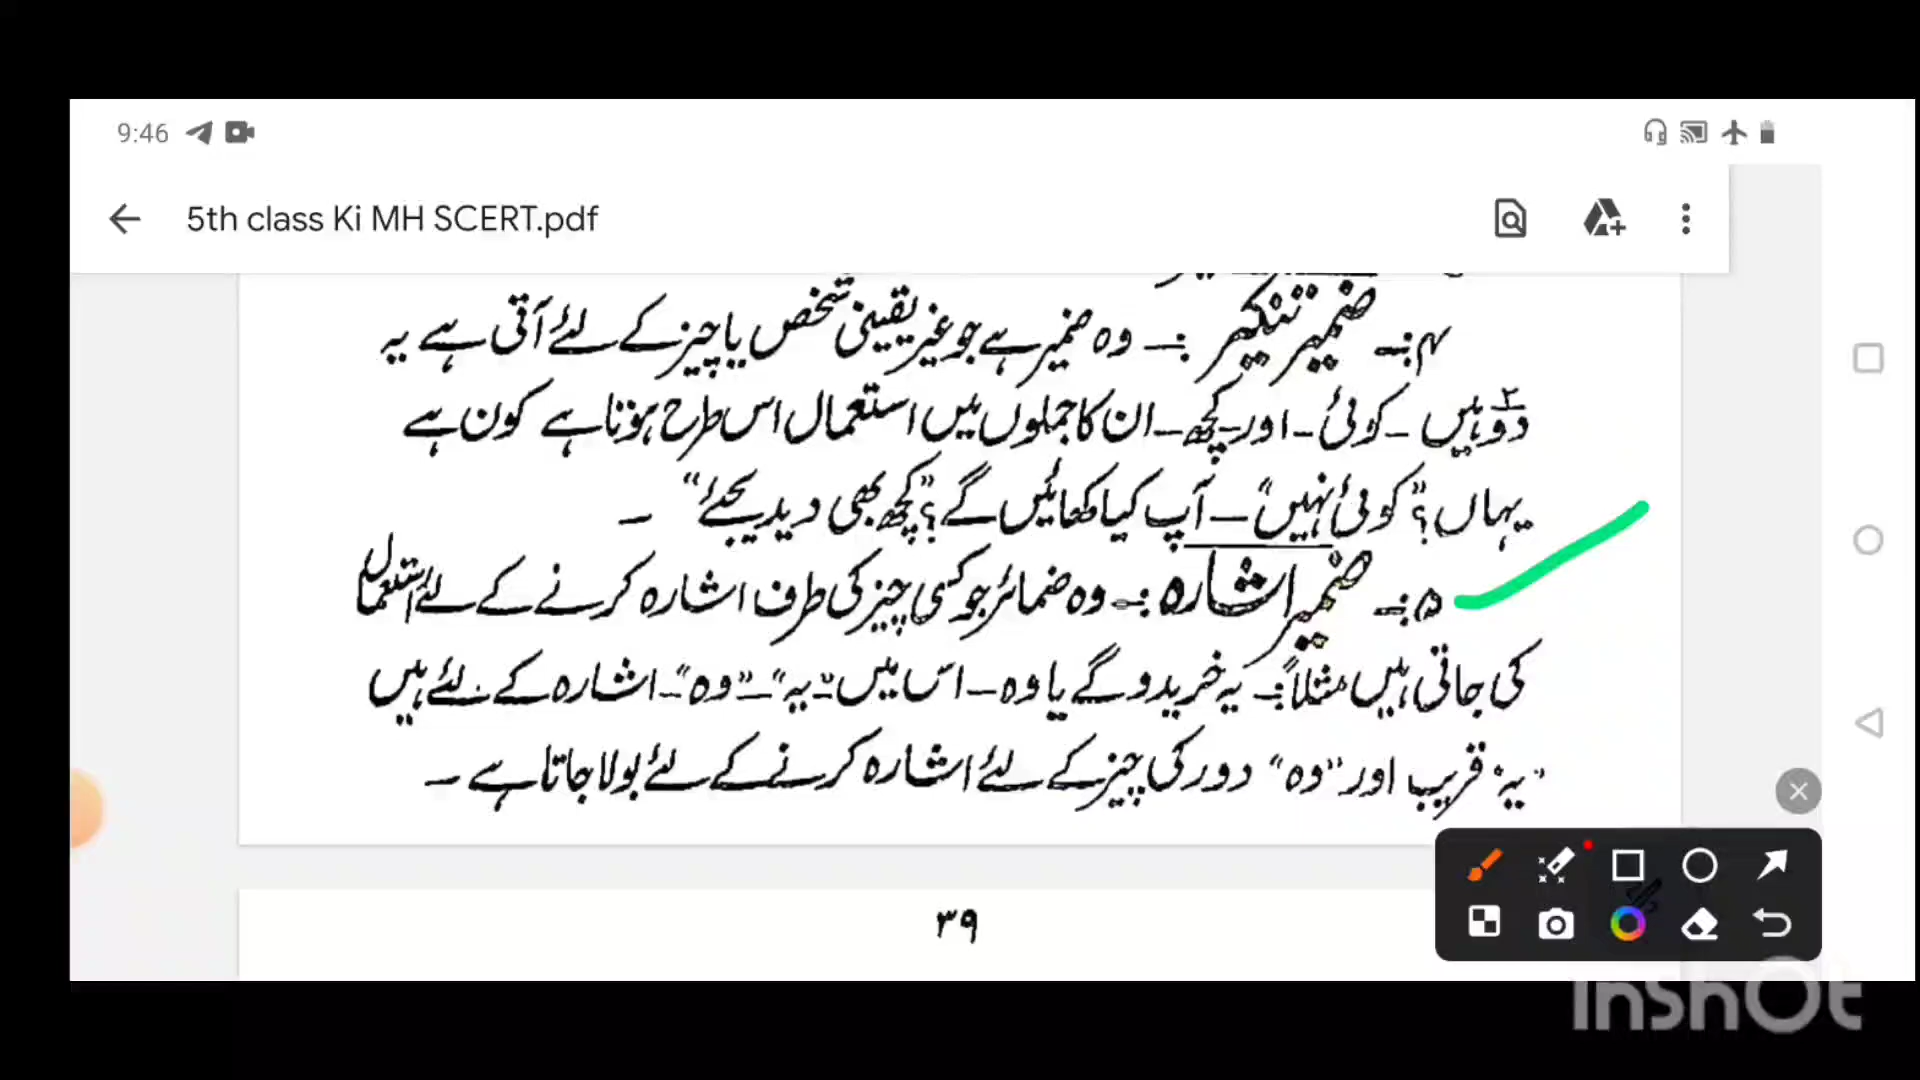 9:46
5th class Ki MH SCERT.pdf
۴:۔ ضمیر تنکیر :۔ وہ ضمیر ہے جو غیر یقینی شخص یا چیز کے لئے آتی ہے یہ
دو ہیں ۔ کوئی ۔ اور کچھ ۔ ان کا جملوں میں استعمال اس طرح ہوتا ہے کون ہے
یہاں ؟ "کوئی نہیں" ۔ آپ کیا کھائیں گے ؟ "کچھ بھی دیدیجئے" ۔
۵:۔ ضمیر اشارہ :۔ وہ ضمائر جو کسی چیز کی طرف اشارہ کرنے کے لئے استعمال
کی جاتی ہیں مثلاً :۔ یہ خریدو گے یا وہ ۔ اس میں "یہ" ۔ "وہ" ۔ اشارہ کے لئے ہیں
"یہ" قریب اور "وہ" دور کی چیز کے لئے اشارہ کرنے کے لئے بولا جاتا ہے ۔
۳۹
InShOt